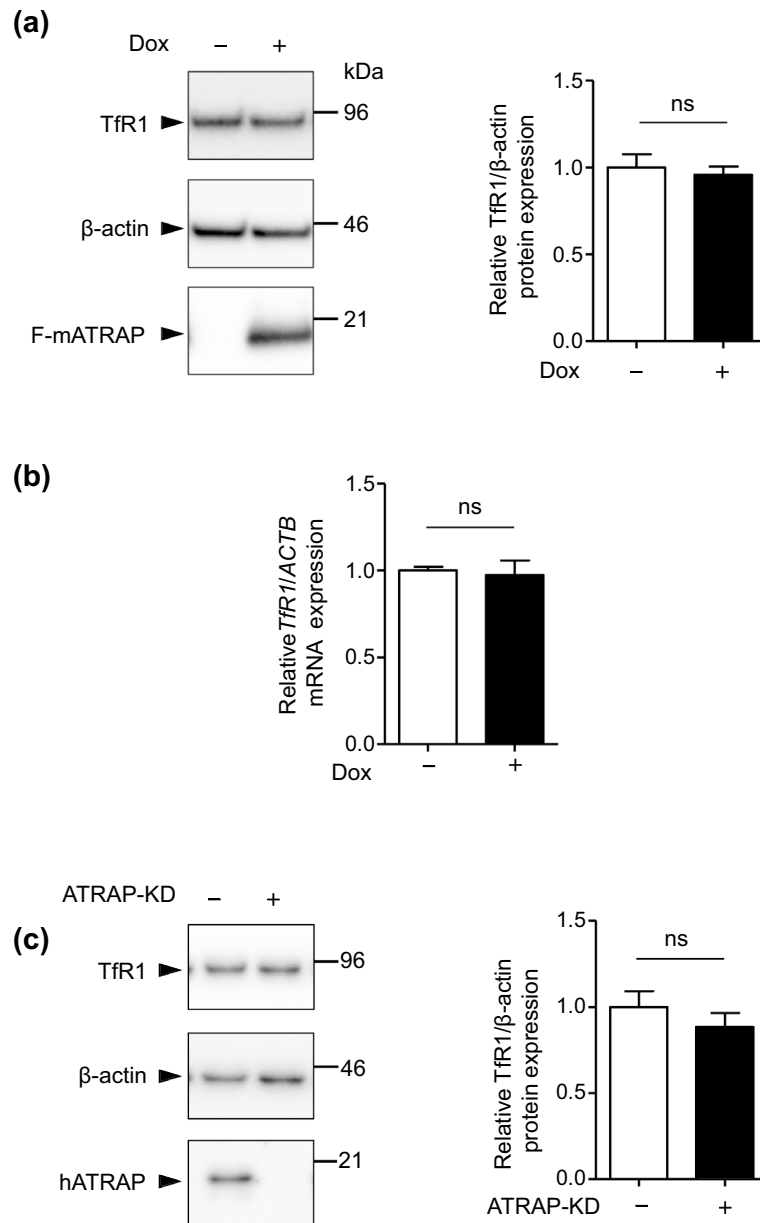 (a)
Dox – +
kDa
TfR1
96
β-actin
46
F-mATRAP
21
Relative TfR1/β-actin
protein expression
1.5
1.0
0.5
0.0
ns
Dox – +
(b)
Relative TfR1/ACTB
mRNA expression
1.5
1.0
0.5
0.0
ns
Dox – +
(c)
ATRAP-KD – +
TfR1
96
β-actin
46
hATRAP
21
Relative TfR1/β-actin
protein expression
1.5
1.0
0.5
0.0
ns
ATRAP-KD – +